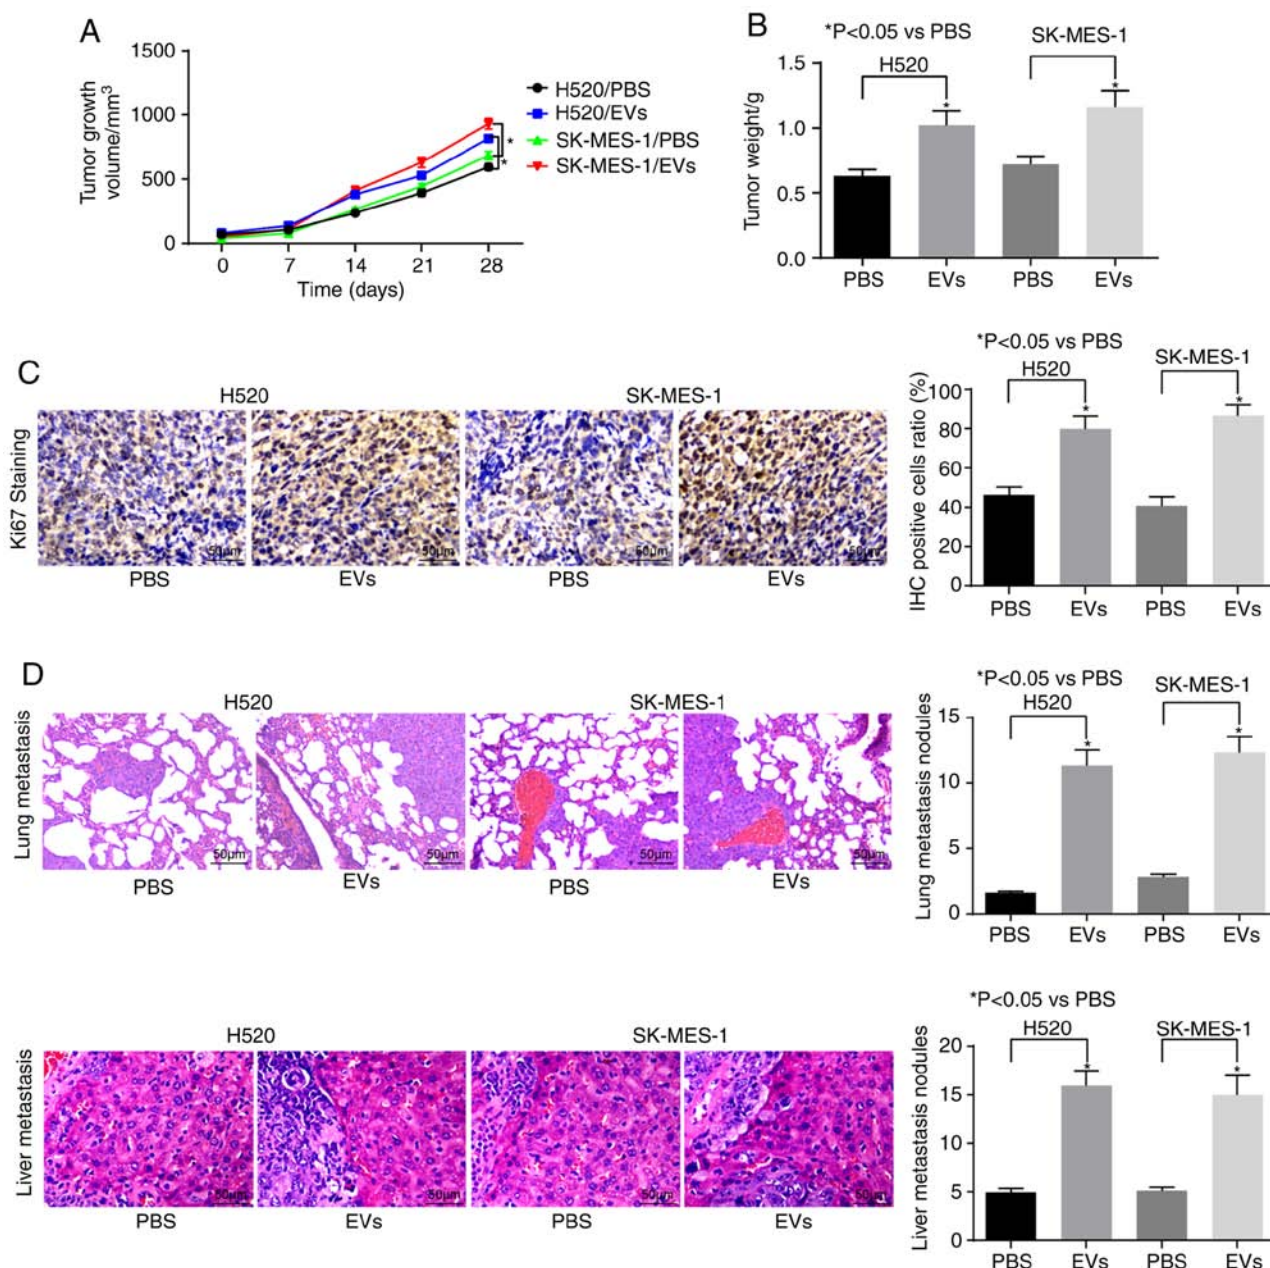 A
1500
1000
500
0
Tumor growth
volume/mm³
0 7 14 21 28
Time (days)
*
*
H520/PBS
H520/EVs
SK-MES-1/PBS
SK-MES-1/EVs
B
*P<0.05 vs PBS
H520
SK-MES-1
*
*
1.5
1.0
0.5
0.0
Tumor weight/g
PBS EVs PBS EVs
C
H520
SK-MES-1
Ki67 Staining
50μm
50μm
50μm
50μm
PBS EVs PBS EVs
*P<0.05 vs PBS
H520
SK-MES-1
*
*
100
80
60
40
20
0
IHC positive cells ratio (%)
PBS EVs PBS EVs
D
H520
SK-MES-1
Lung metastasis
50μm
50μm
50μm
50μm
PBS EVs PBS EVs
*P<0.05 vs PBS
H520
SK-MES-1
*
*
15
10
5
0
Lung metastasis nodules
PBS EVs PBS EVs
H520
SK-MES-1
Liver metastasis
50μm
50μm
50μm
50μm
PBS EVs PBS EVs
*P<0.05 vs PBS
H520
SK-MES-1
*
*
20
15
10
5
0
Liver metastasis nodules
PBS EVs PBS EVs